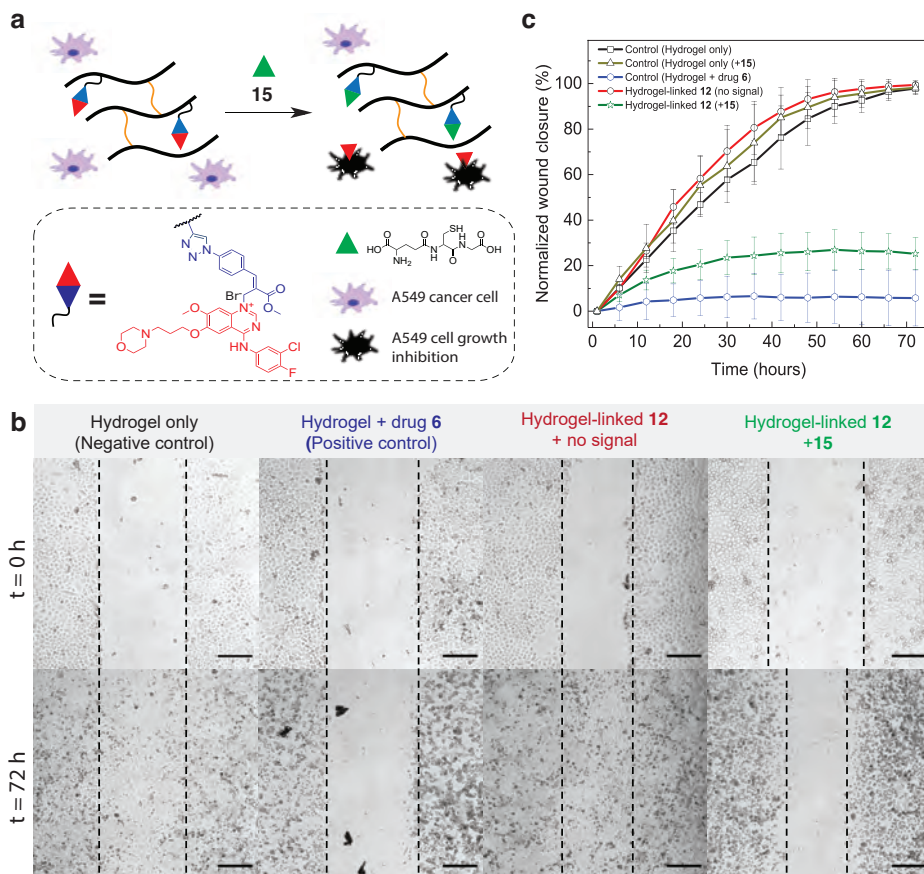 a
15
N
N
N
Br
O
O
MeO
N+
N
N
O
O
HN
Cl
F
HO
O
NH2
O
H
N
SH
O
N
H
O
OH
A549 cancer cell
A549 cell growth
inhibition
c
Normalized wound closure (%)
100
80
60
40
20
0
0
10
20
30
40
50
60
70
Time (hours)
Control (Hydrogel only)
Control (Hydrogel only (+15)
Control (Hydrogel + drug 6)
Hydrogel-linked 12 (no signal)
Hydrogel-linked 12 (+15)
b
Hydrogel only
(Negative control)
Hydrogel + drug 6
(Positive control)
Hydrogel-linked 12
+ no signal
Hydrogel-linked 12
+15
t = 0 h
t = 72 h